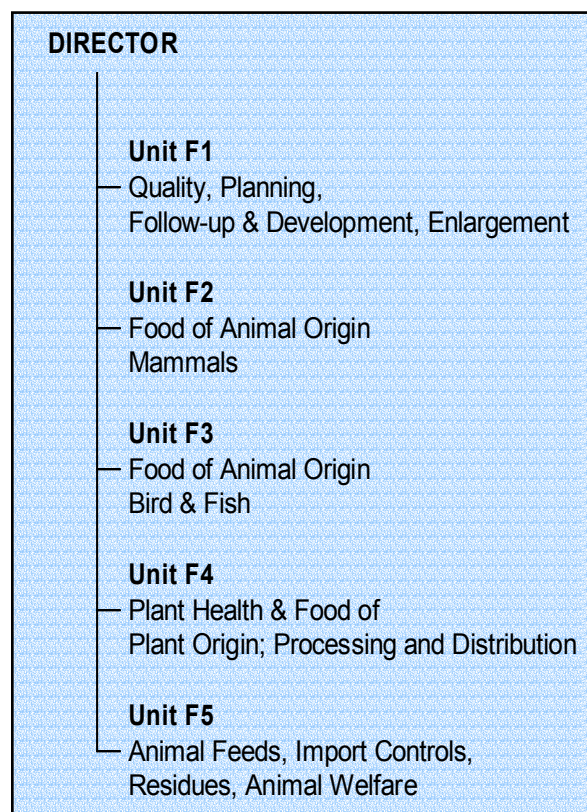 DIRECTOR
Unit F1
Quality, Planning,
Follow-up & Development, Enlargement
Unit F2
Food of Animal Origin
Mammals
Unit F3
Food of Animal Origin
Bird & Fish
Unit F4
Plant Health & Food of
Plant Origin; Processing and Distribution
Unit F5
Animal Feeds, Import Controls,
Residues, Animal Welfare